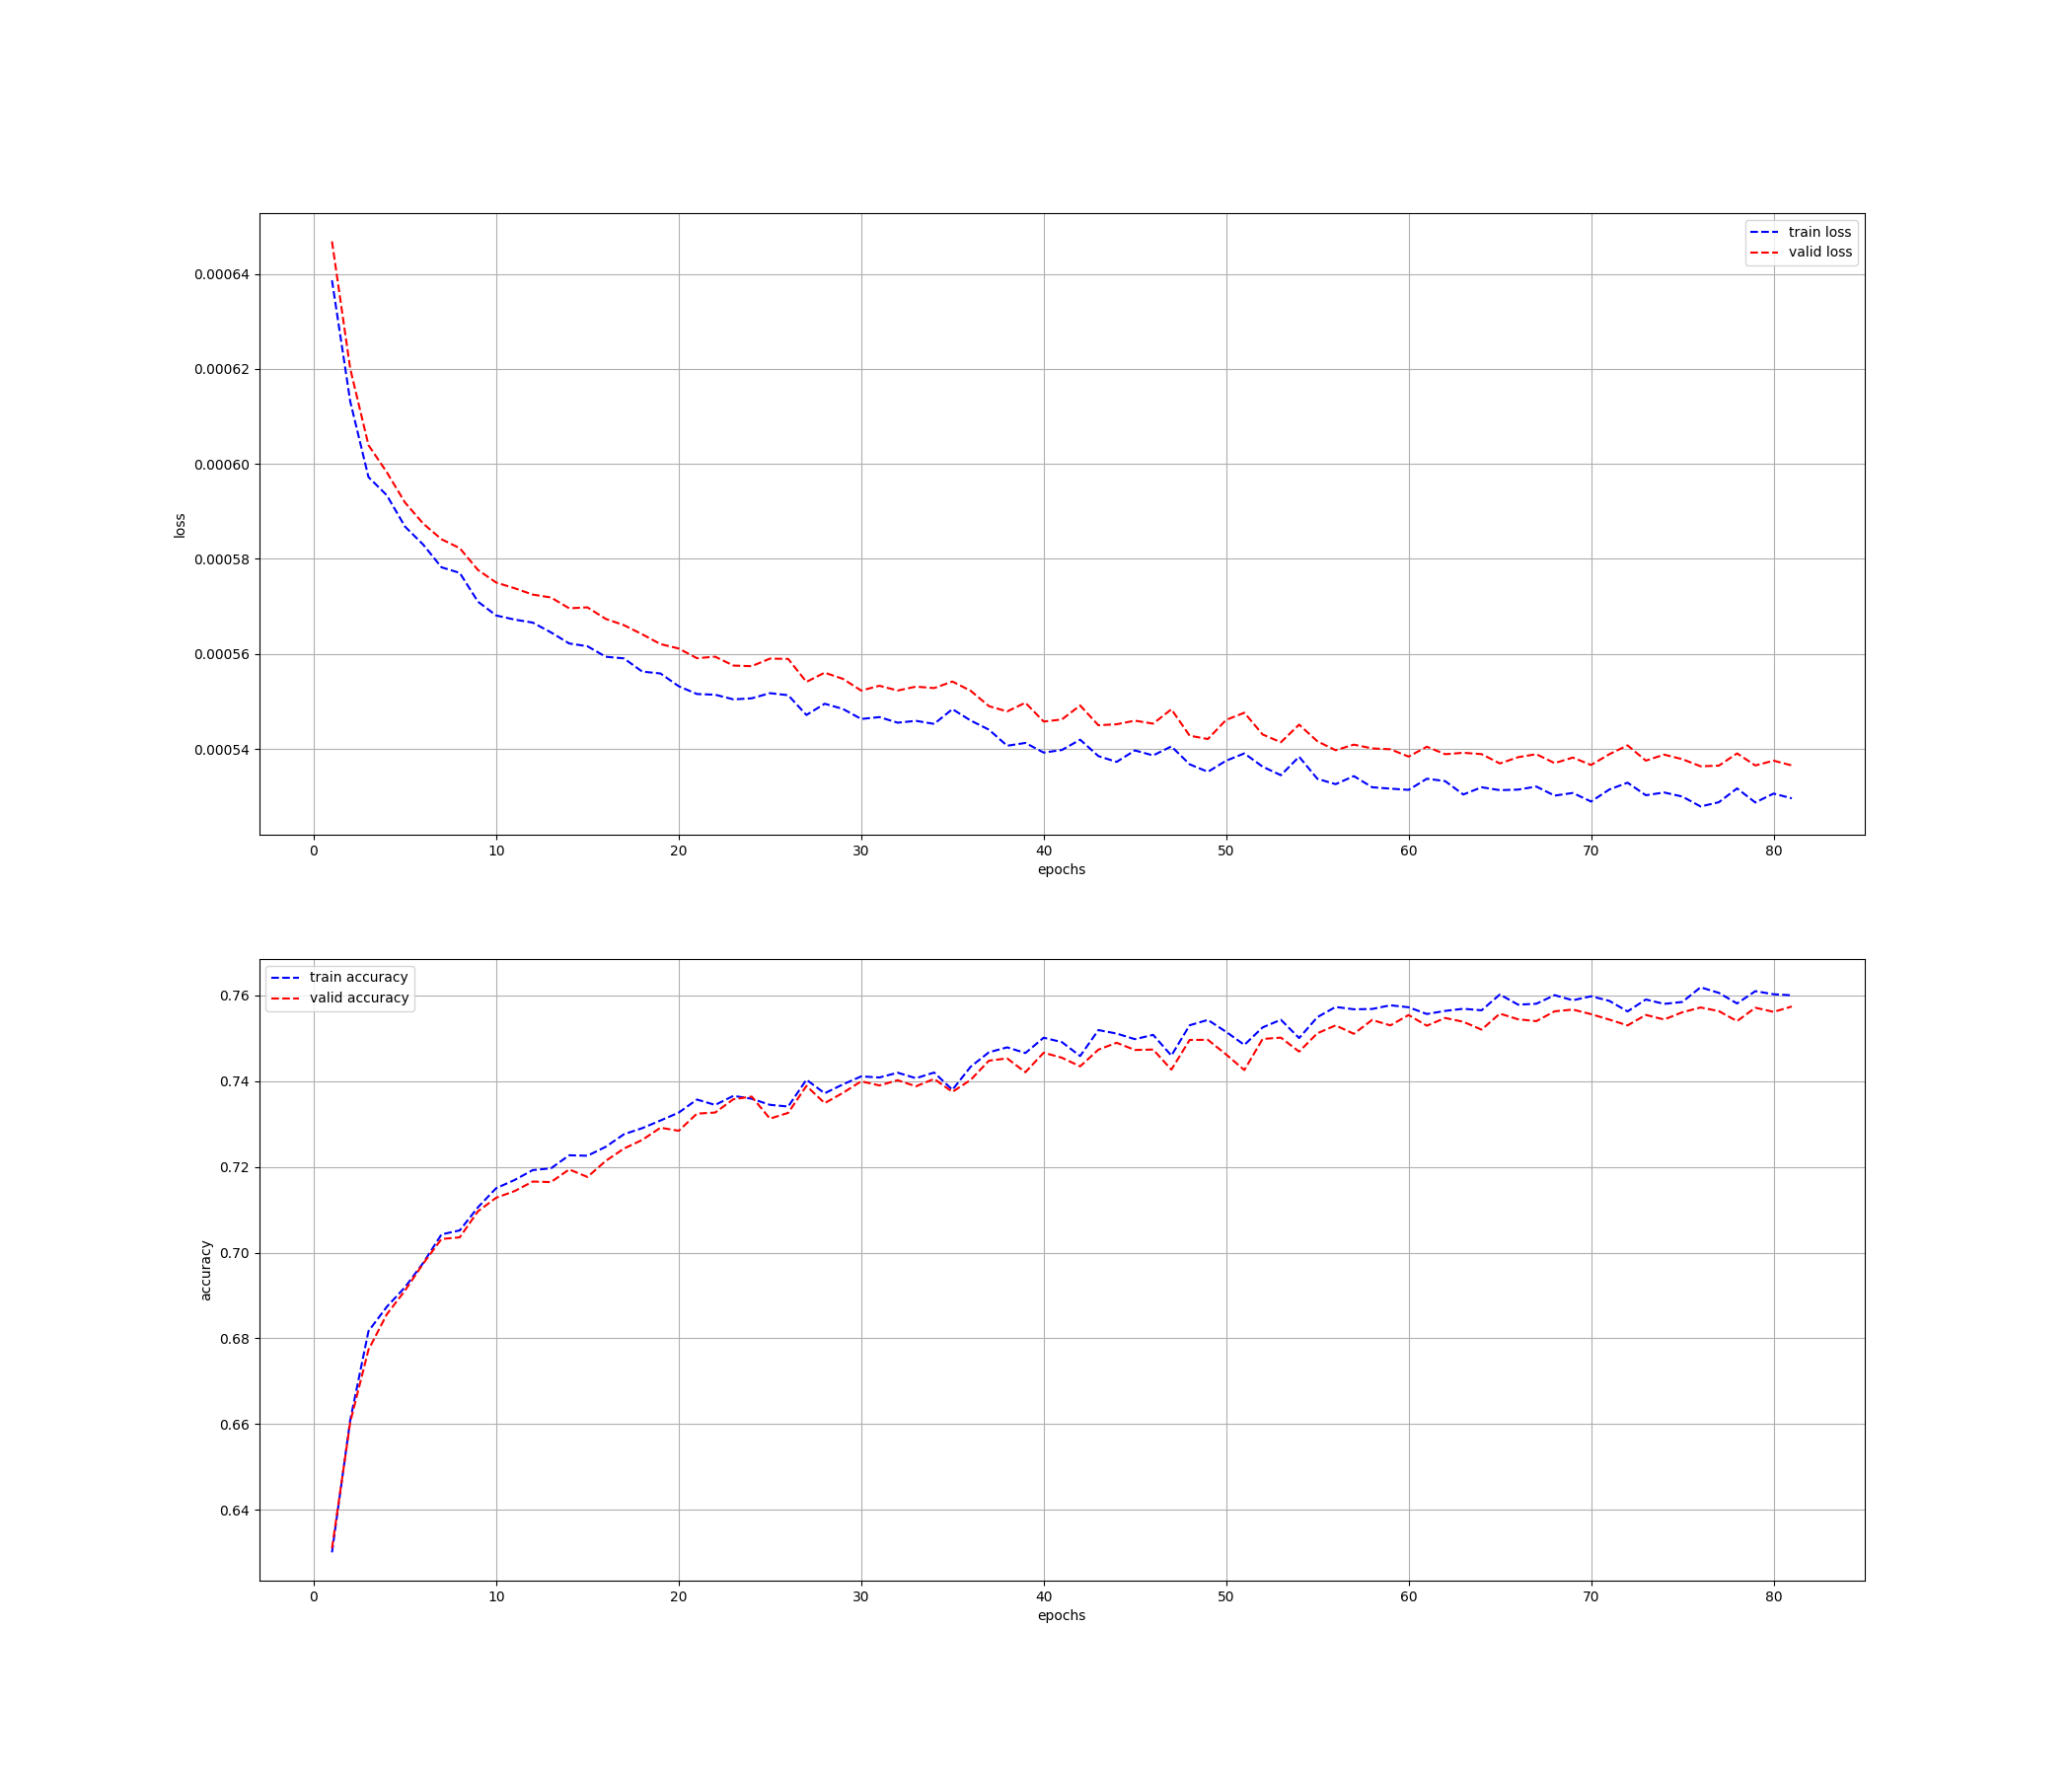 train loss
valid loss
0.00064
0.00062
0.00060
0.00058
0.00056
0.00054
loss
0 10 20 30 40 50 60 70 80
epochs
train accuracy
valid accuracy
0.76
0.74
0.72
0.70
0.68
0.66
0.64
accuracy
0 10 20 30 40 50 60 70 80
epochs